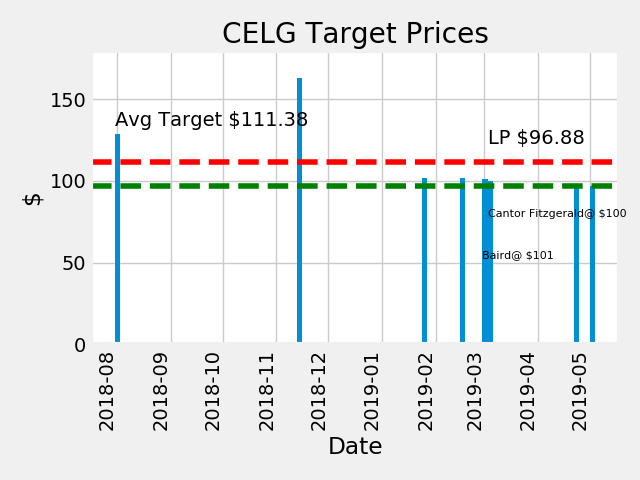 CELG Target Prices
150
Avg Target $111.38
LP $96.88
100
Cantor Fitzgerald@ $100
$
50
Baird@ $101
0
2018-08
2018-09
2018-10
2018-11
2018-12
2019-01
2019-02
2019-03
2019-04
2019-05
Date